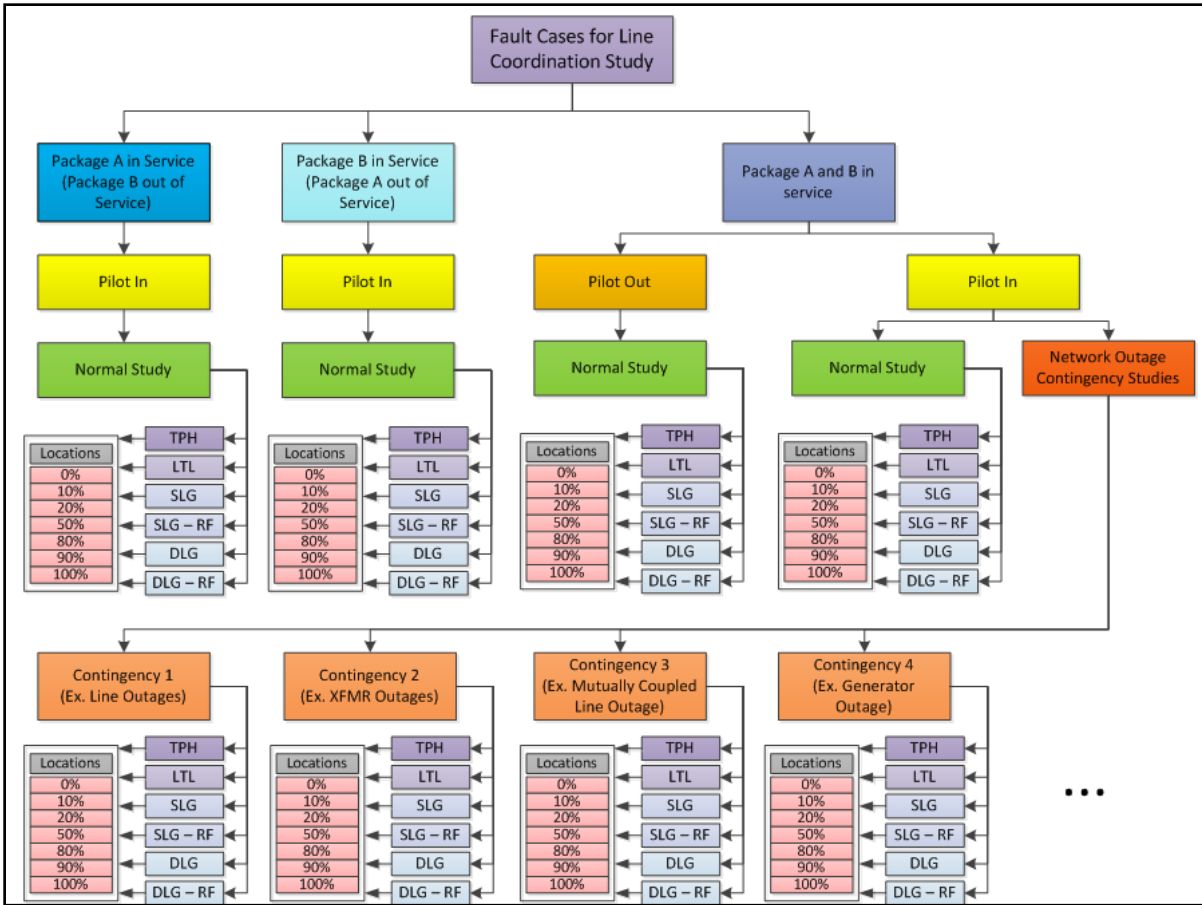 Fault Cases for Line
Coordination Study
Package A in Service
(Package B out of
Service)
Package B in Service
(Package A out of
Service)
Package A and B in
service
Pilot In
Pilot In
Pilot Out
Pilot In
Normal Study
Normal Study
Normal Study
Normal Study
Network Outage
Contingency Studies
Locations
0%
10%
20%
50%
80%
90%
100%
TPH
LTL
SLG
SLG – RF
DLG
DLG – RF
Locations
0%
10%
20%
50%
80%
90%
100%
TPH
LTL
SLG
SLG – RF
DLG
DLG – RF
Locations
0%
10%
20%
50%
80%
90%
100%
TPH
LTL
SLG
SLG – RF
DLG
DLG – RF
Locations
0%
10%
20%
50%
80%
90%
100%
TPH
LTL
SLG
SLG – RF
DLG
DLG – RF
Contingency 1
(Ex. Line Outages)
Contingency 2
(Ex. XFMR Outages)
Contingency 3
(Ex. Mutually Coupled
Line Outage)
Contingency 4
(Ex. Generator
Outage)
Locations
0%
10%
20%
50%
80%
90%
100%
TPH
LTL
SLG
SLG – RF
DLG
DLG – RF
Locations
0%
10%
20%
50%
80%
90%
100%
TPH
LTL
SLG
SLG – RF
DLG
DLG – RF
Locations
0%
10%
20%
50%
80%
90%
100%
TPH
LTL
SLG
SLG – RF
DLG
DLG – RF
Locations
0%
10%
20%
50%
80%
90%
100%
TPH
LTL
SLG
SLG – RF
DLG
DLG – RF
...